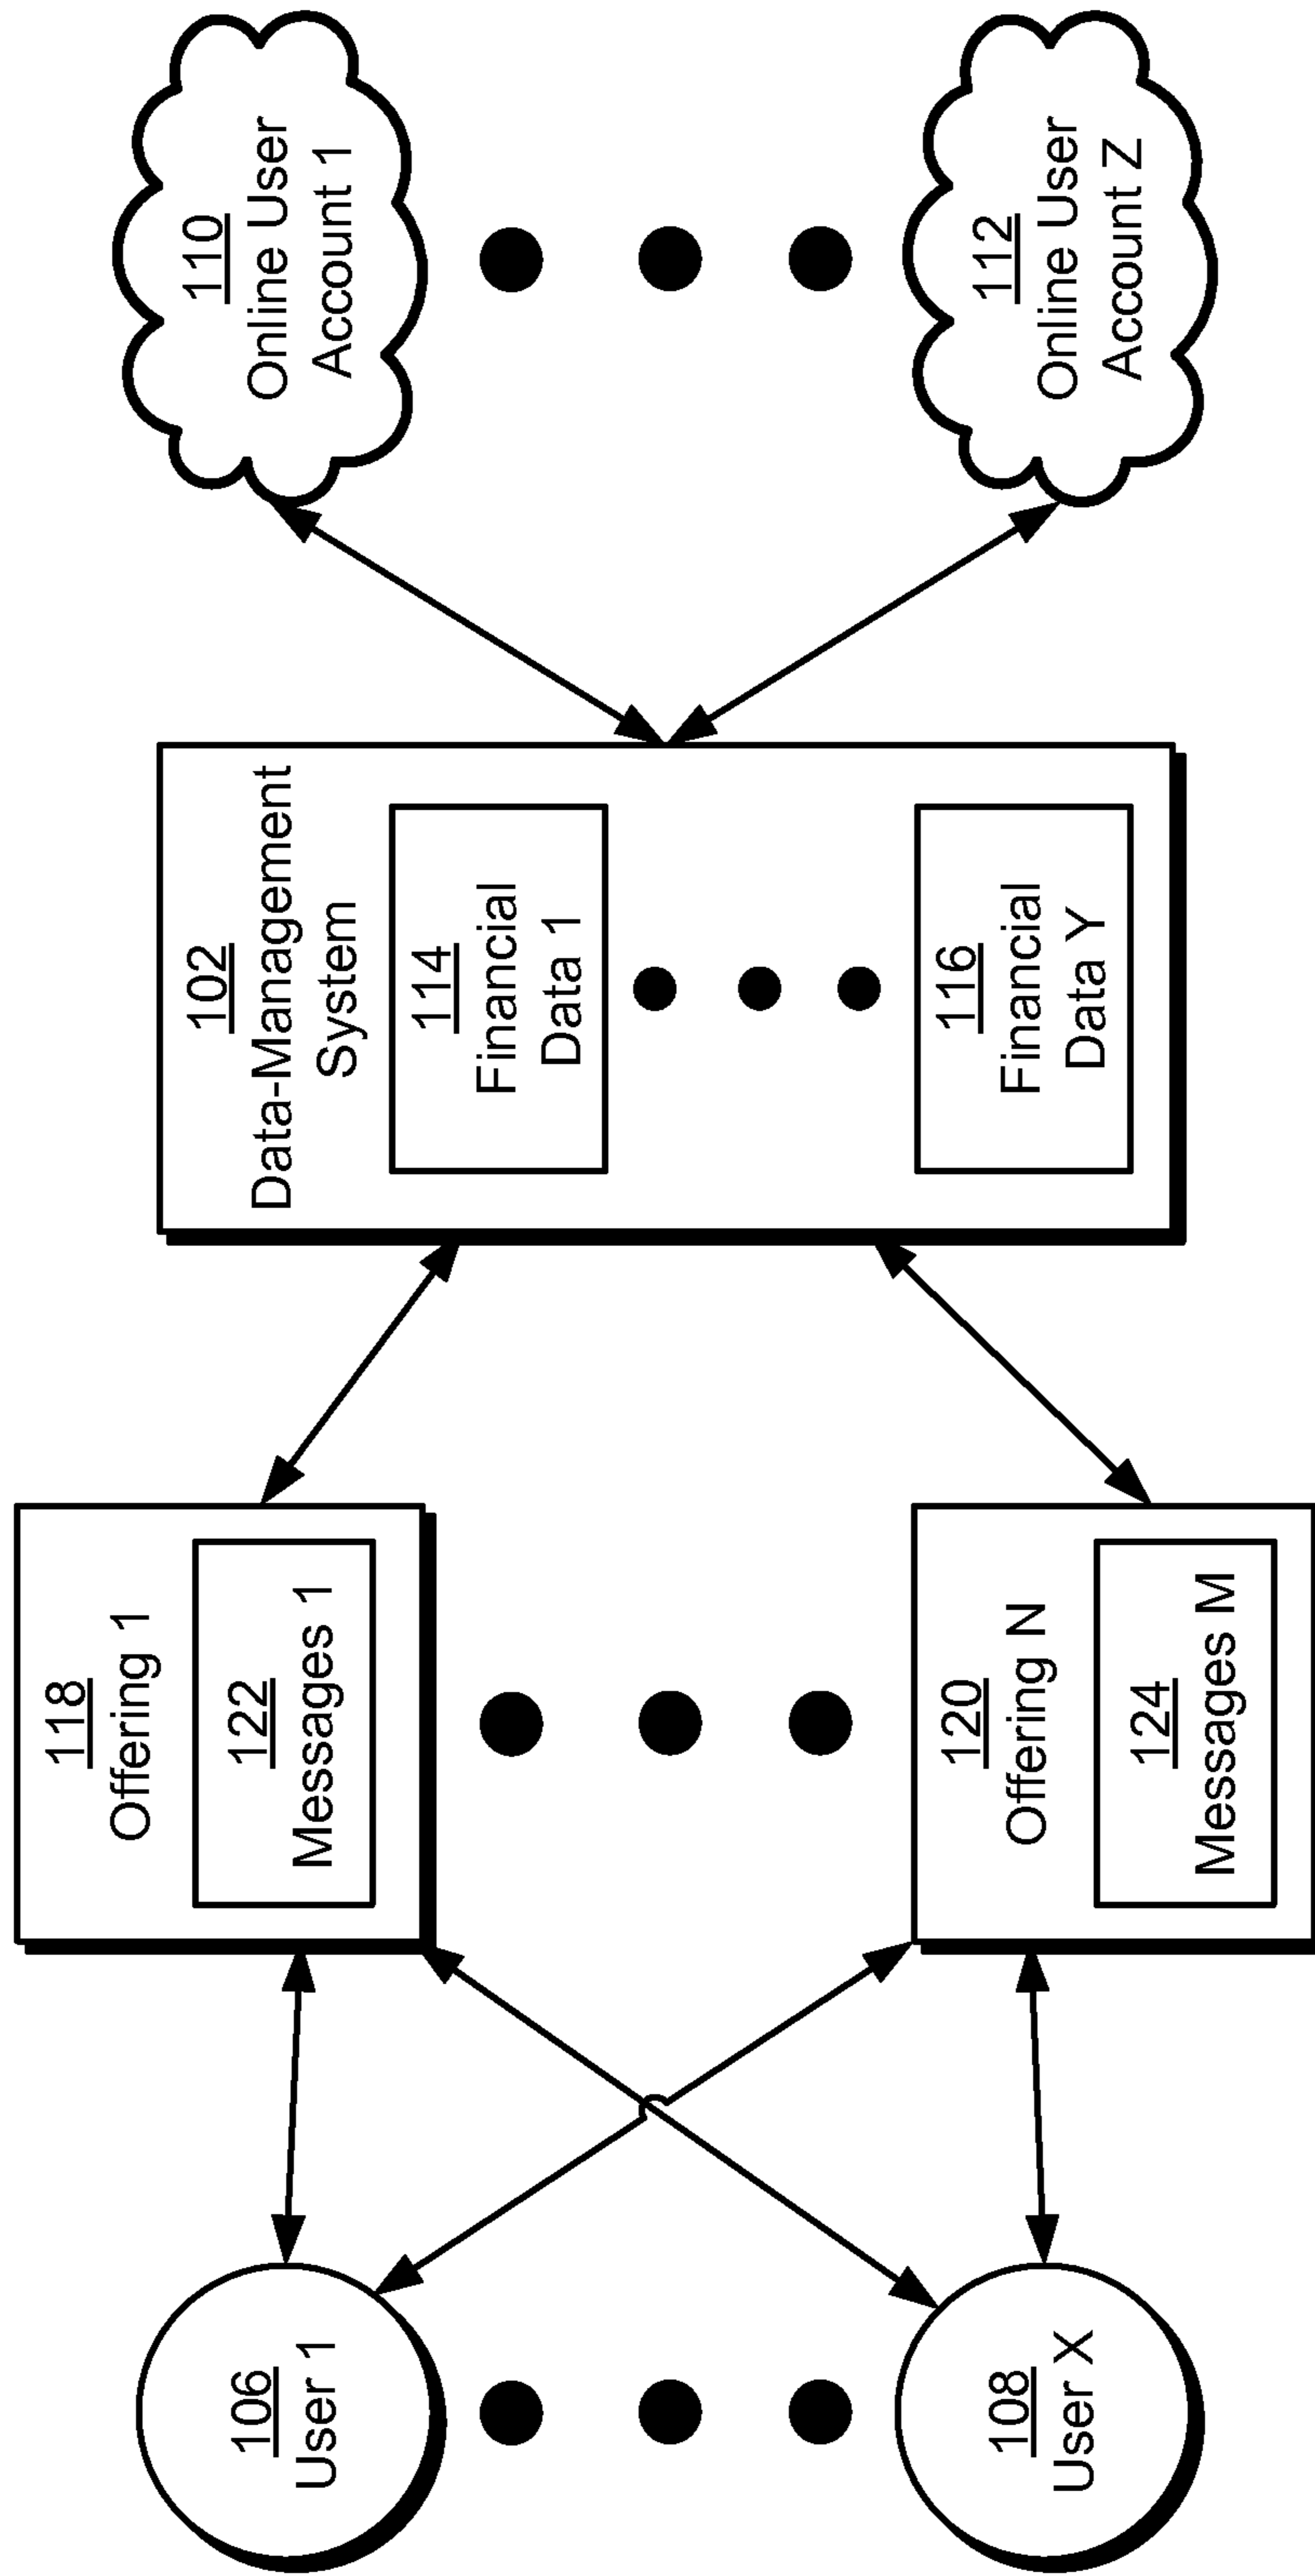 106
User 1
108
User X
118
Offering 1
122
Messages 1
120
Offering N
124
Messages M
102
Data-Management
System
114
Financial
Data 1
116
Financial
Data Y
110
Online User
Account 1
112
Online User
Account Z